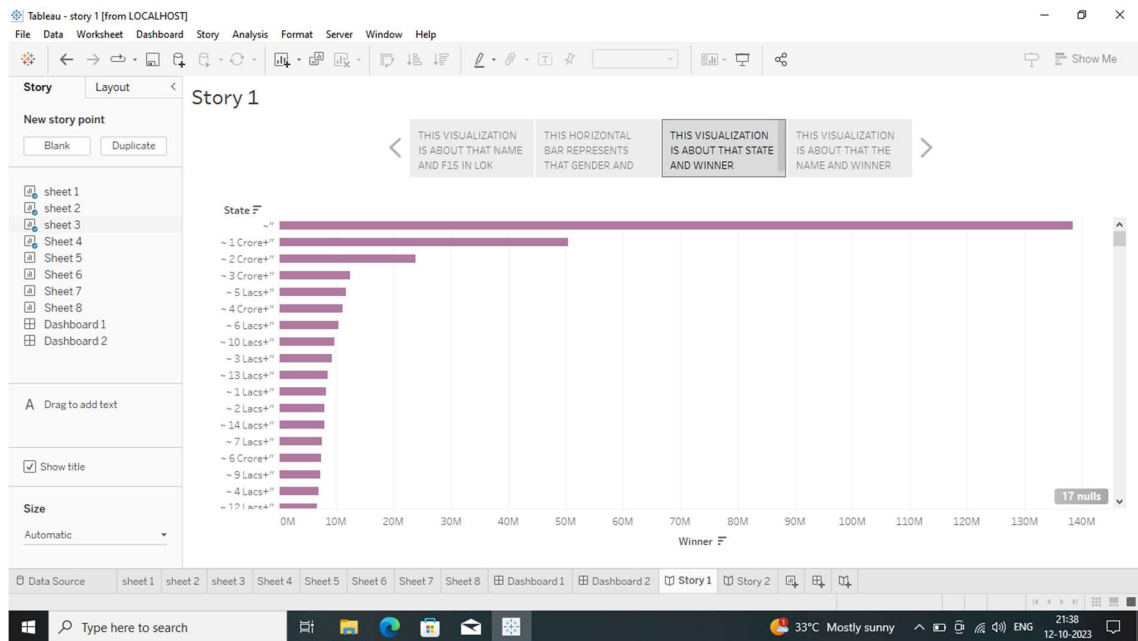 Tableau - story 1 [from LOCALHOST]
File Data Worksheet Dashboard Story Analysis Format Server Window Help
Show Me
Story Layout
New story point
Blank Duplicate
sheet 1
sheet 2
sheet 3
Sheet 4
Sheet 5
Sheet 6
Sheet 7
Sheet 8
Dashboard 1
Dashboard 2
A Drag to add text
Show title
Size
Automatic
Story 1
THIS VISUALIZATION
IS ABOUT THAT NAME
AND F15 IN LOK
THIS HORIZONTAL
BAR REPRESENTS
THAT GENDER AND
THIS VISUALIZATION
IS ABOUT THAT STATE
AND WINNER
THIS VISUALIZATION
IS ABOUT THAT THE
NAME AND WINNER
State
~"
~ 1 Crore+"
~ 2 Crore+"
~ 3 Crore+"
~ 5 Lacs+"
~ 4 Crore+"
~ 6 Lacs+"
~ 10 Lacs+"
~ 3 Lacs+"
~ 13 Lacs+"
~ 1 Lacs+"
~ 2 Lacs+"
~ 14 Lacs+"
~ 7 Lacs+"
~ 6 Crore+"
~ 9 Lacs+"
~ 4 Lacs+"
~ 12 Lacs+"
17 nulls
0M 10M 20M 30M 40M 50M 60M 70M 80M 90M 100M 110M 120M 130M 140M
Winner
Data Source sheet 1 sheet 2 sheet 3 Sheet 4 Sheet 5 Sheet 6 Sheet 7 Sheet 8 Dashboard 1 Dashboard 2 Story 1 Story 2
Type here to search
1
33°C Mostly sunny
ENG
21:38
12-10-2023